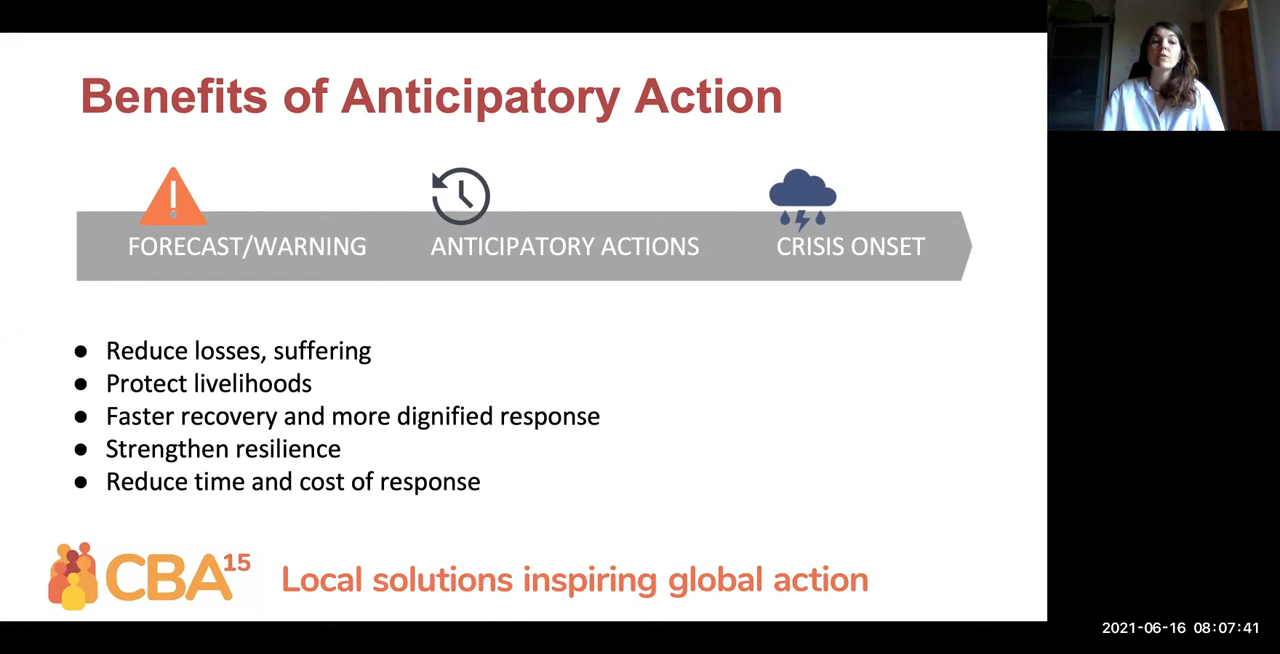 Benefits of Anticipatory Action
FORECAST/WARNING
ANTICIPATORY ACTIONS
CRISIS ONSET
● Reduce losses, suffering
● Protect livelihoods
● Faster recovery and more dignified response
● Strengthen resilience
● Reduce time and cost of response
CBA15
Local solutions inspiring global action
2021-06-16 08:07:41